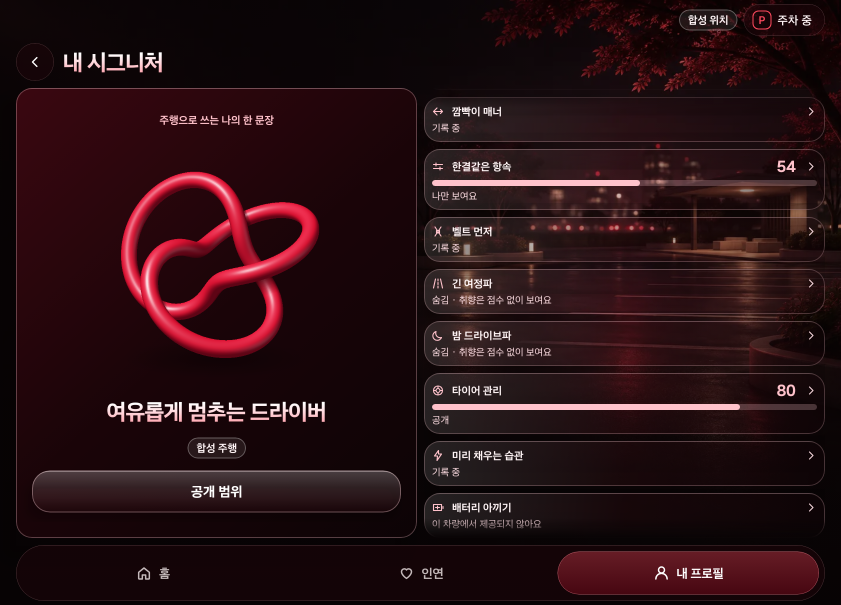 합성 위치
P 주차 중
내 시그니처
주행으로 쓰는 나의 한 문장
여유롭게 멈추는 드라이버
합성 주행
공개 범위
깜빡이 매너
기록 중
한결같은 항속 54
나만 보여요
벨트 먼저
기록 중
긴 여정파
숨김 · 취향은 점수 없이 보여요
밤 드라이브파
숨김 · 취향은 점수 없이 보여요
타이어 관리 80
공개
미리 채우는 습관
기록 중
배터리 아끼기
이 차량에서 제공되지 않아요
홈
인연
내 프로필